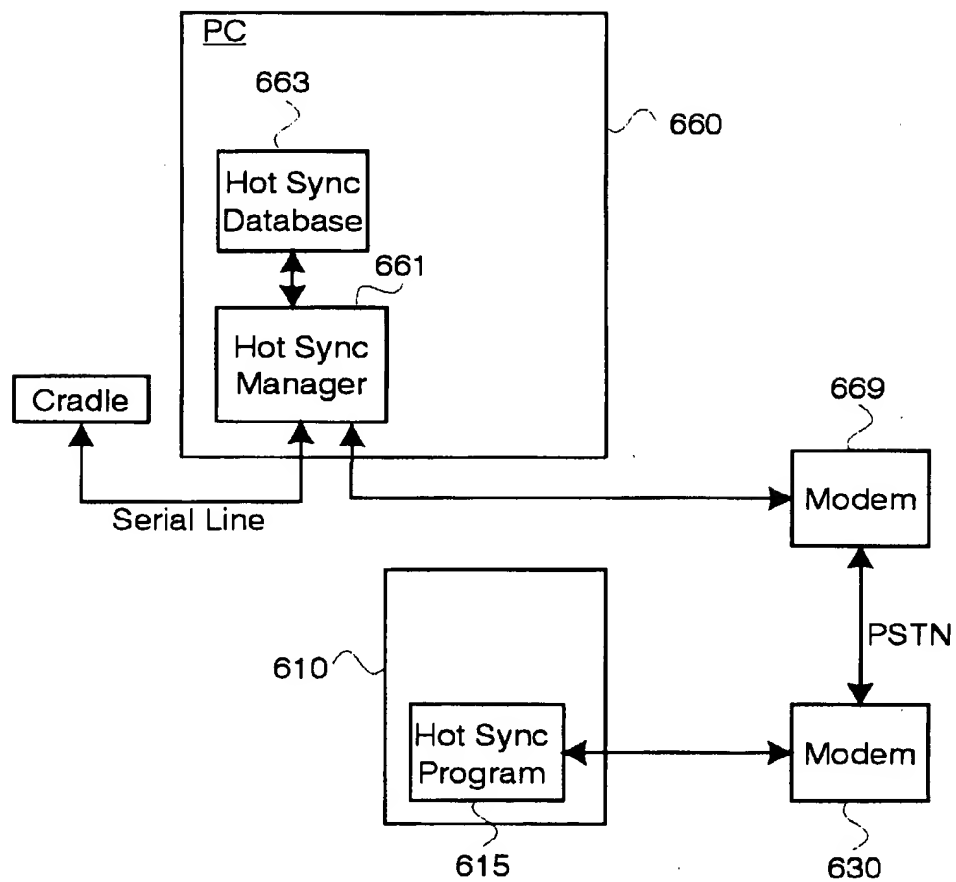 PC
663
660
Hot Sync
Database
661
Hot Sync
Manager
Cradle
669
Modem
Serial Line
PSTN
610
Hot Sync
Program
Modem
615
630